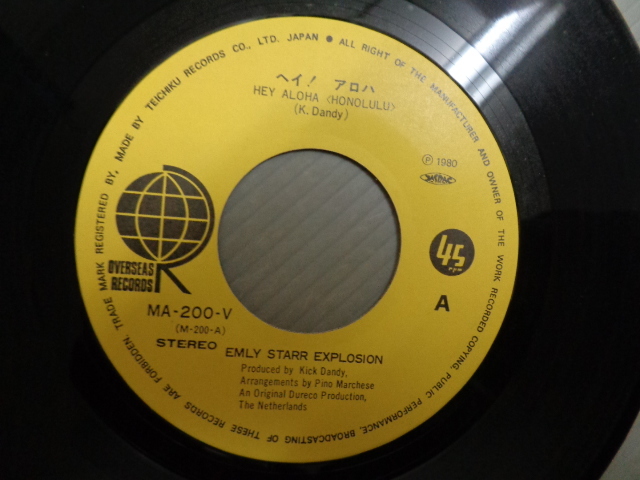 TRADE MARK REGISTERED BY, MADE BY TEICHIKU RECORDS CO., LTD. JAPAN ● ALL RIGHT OF THE MANUFACTURER AND OWNER OF THE WORK RECORDED COPYING, PUBLIC PERFORMANCE, BROADCASTING OF THESE RECORDS ARE FORBIDDEN.
ヘイ! アロハ
HEY ALOHA <HONOLULU>
(K. Dandy)
Ⓟ 1980
OVERSEAS
RECORDS
45
rpm
A
MA-200-V
(M-200-A)
STEREO EMLY STARR EXPLOSION
Produced by Kick Dandy,
Arrangements by Pino Marchese
An Original Dureco Production,
The Netherlands